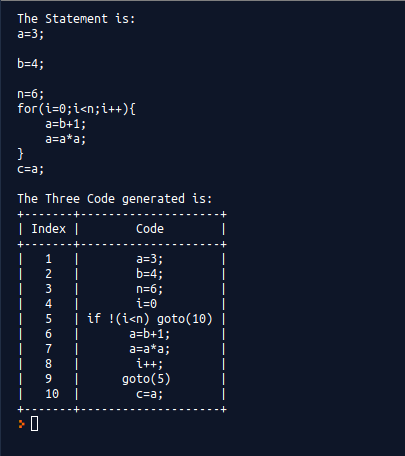 The Statement is:
a=3;
b=4;
n=6;
for(i=0;i<n;i++){
    a=b+1;
    a=a*a;
}
c=a;
The Three Code generated is:
+-------+--------------------+
| Index |        Code        |
+-------+--------------------+
|   1   |        a=3;        |
|   2   |        b=4;        |
|   3   |        n=6;        |
|   4   |        i=0         |
|   5   | if !(i<n) goto(10) |
|   6   |       a=b+1;       |
|   7   |       a=a*a;       |
|   8   |        i++;        |
|   9   |      goto(5)       |
|   10  |        c=a;        |
+-------+--------------------+
>